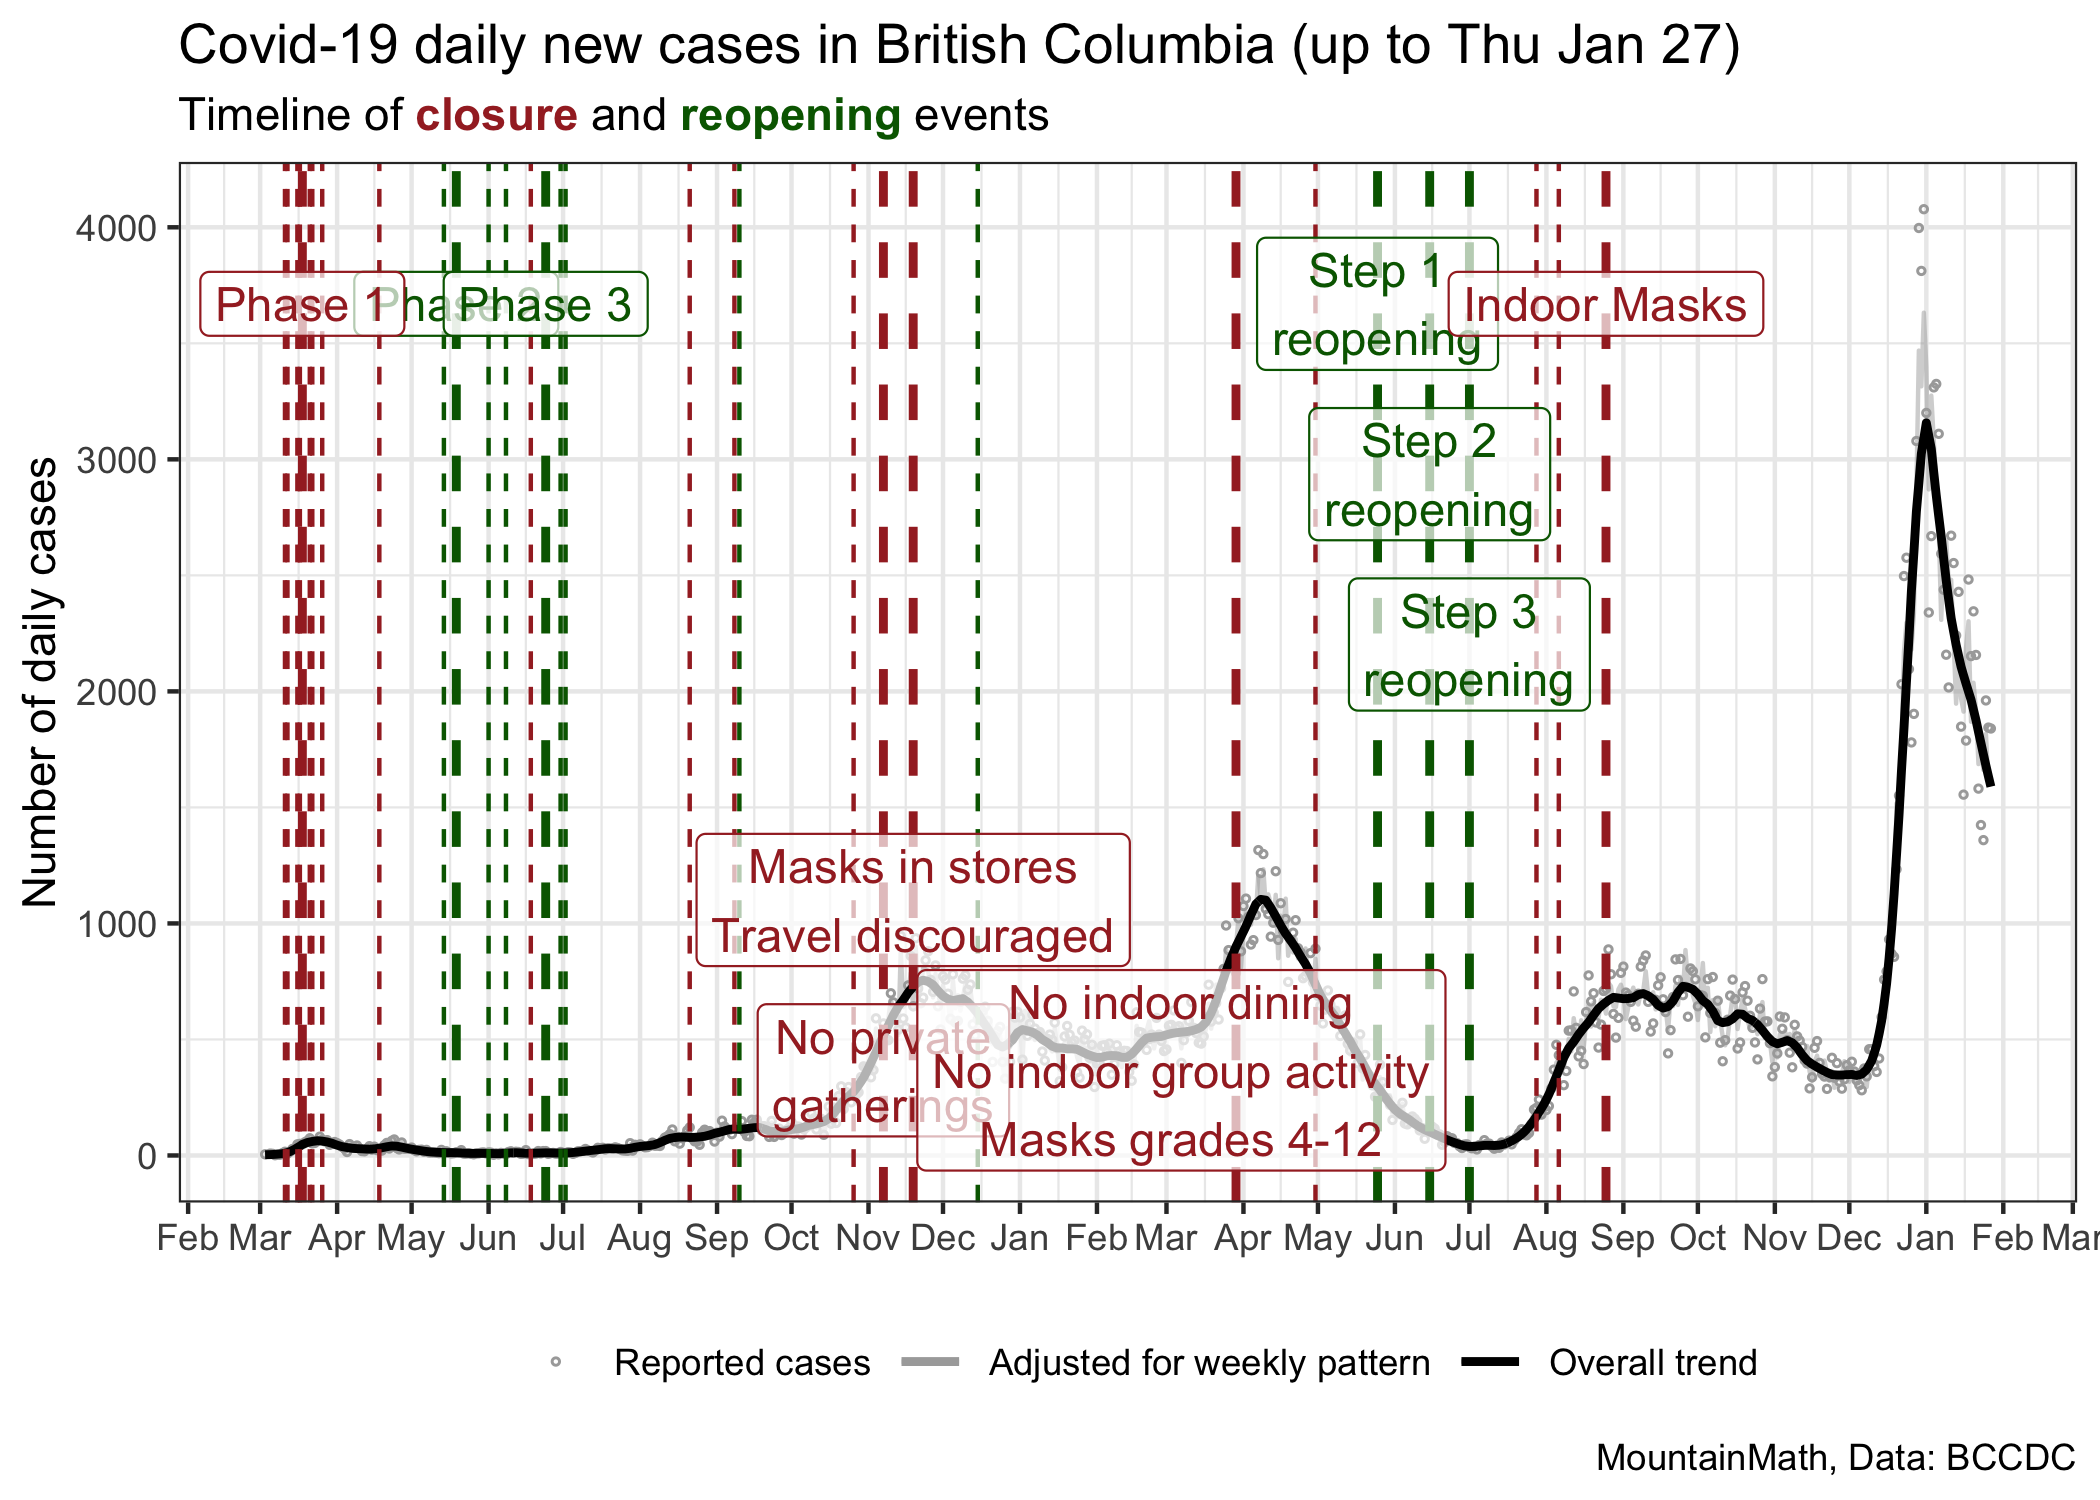 Covid-19 daily new cases in British Columbia (up to Thu Jan 27)
Timeline of closure and reopening events
Number of daily cases
4000
3000
2000
1000
0
Phase 1
Phase 2
Phase 3
Step 1
reopening
Indoor Masks
Step 2
reopening
Step 3
reopening
Masks in stores
Travel discouraged
No private
gatherings
No indoor dining
No indoor group activity
Masks grades 4-12
Feb Mar Apr May Jun Jul Aug Sep Oct Nov Dec Jan Feb Mar Apr May Jun Jul Aug Sep Oct Nov Dec Jan Feb Mar
Reported cases Adjusted for weekly pattern Overall trend
MountainMath, Data: BCCDC